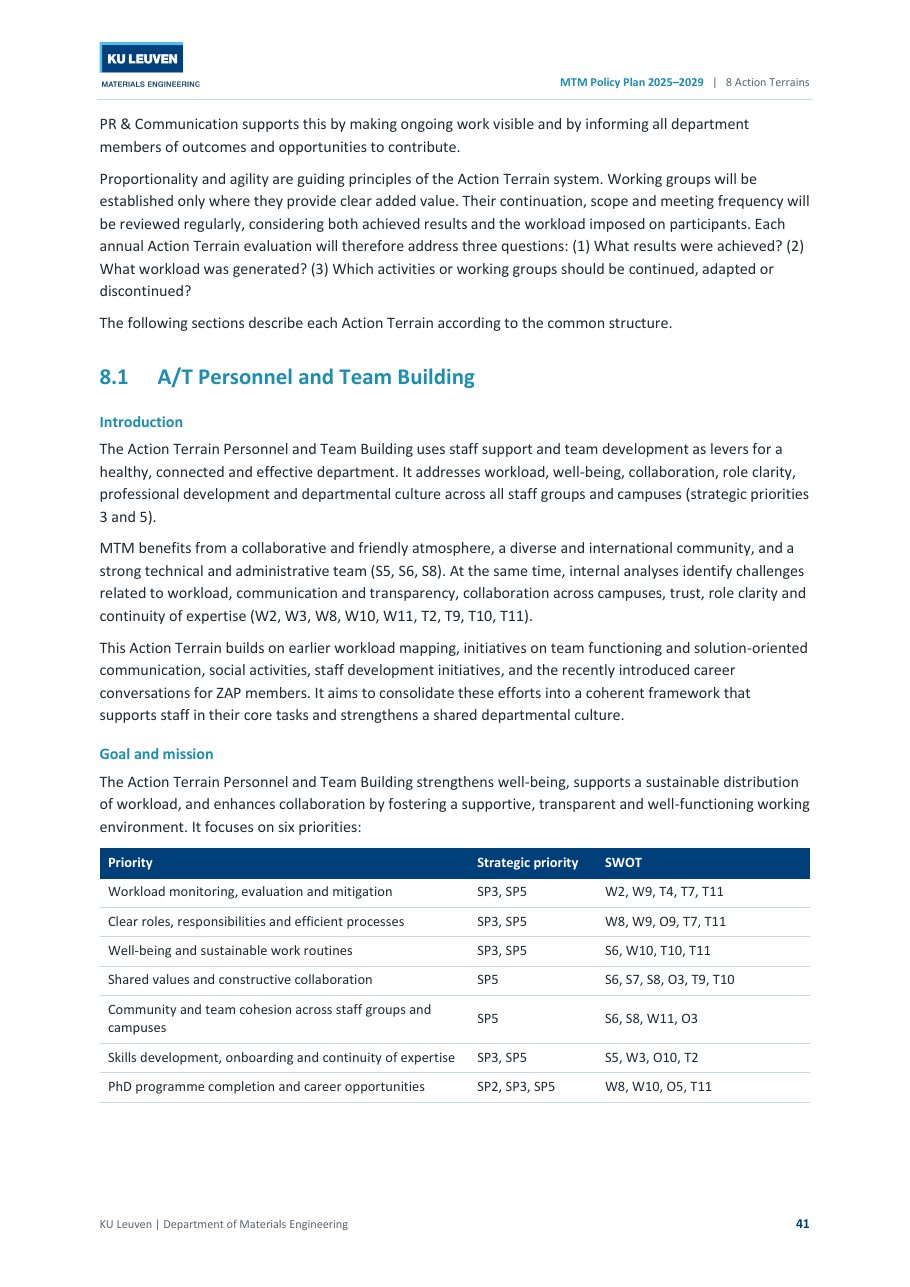 KU LEUVEN
MATERIALS ENGINEERING
MTM Policy Plan 2025–2029 | 8 Action Terrains
PR & Communication supports this by making ongoing work visible and by informing all department
members of outcomes and opportunities to contribute.
Proportionality and agility are guiding principles of the Action Terrain system. Working groups will be
established only where they provide clear added value. Their continuation, scope and meeting frequency will
be reviewed regularly, considering both achieved results and the workload imposed on participants. Each
annual Action Terrain evaluation will therefore address three questions: (1) What results were achieved? (2)
What workload was generated? (3) Which activities or working groups should be continued, adapted or
discontinued?
The following sections describe each Action Terrain according to the common structure.
8.1 A/T Personnel and Team Building
Introduction
The Action Terrain Personnel and Team Building uses staff support and team development as levers for a
healthy, connected and effective department. It addresses workload, well-being, collaboration, role clarity,
professional development and departmental culture across all staff groups and campuses (strategic priorities
3 and 5).
MTM benefits from a collaborative and friendly atmosphere, a diverse and international community, and a
strong technical and administrative team (S5, S6, S8). At the same time, internal analyses identify challenges
related to workload, communication and transparency, collaboration across campuses, trust, role clarity and
continuity of expertise (W2, W3, W8, W10, W11, T2, T9, T10, T11).
This Action Terrain builds on earlier workload mapping, initiatives on team functioning and solution-oriented
communication, social activities, staff development initiatives, and the recently introduced career
conversations for ZAP members. It aims to consolidate these efforts into a coherent framework that
supports staff in their core tasks and strengthens a shared departmental culture.
Goal and mission
The Action Terrain Personnel and Team Building strengthens well-being, supports a sustainable distribution
of workload, and enhances collaboration by fostering a supportive, transparent and well-functioning working
environment. It focuses on six priorities:
Priority Strategic priority SWOT
Workload monitoring, evaluation and mitigation SP3, SP5 W2, W9, T4, T7, T11
Clear roles, responsibilities and efficient processes SP3, SP5 W8, W9, O9, T7, T11
Well-being and sustainable work routines SP3, SP5 S6, W10, T10, T11
Shared values and constructive collaboration SP5 S6, S7, S8, O3, T9, T10
Community and team cohesion across staff groups and
campuses SP5 S6, S8, W11, O3
Skills development, onboarding and continuity of expertise SP3, SP5 S5, W3, O10, T2
PhD programme completion and career opportunities SP2, SP3, SP5 W8, W10, O5, T11
KU Leuven | Department of Materials Engineering 41